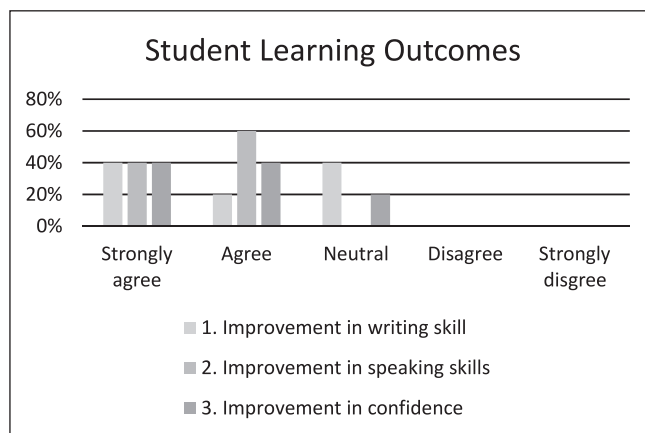 Student Learning Outcomes
80%
60%
40%
20%
0%
Strongly agree
Agree
Neutral
Disagree
Strongly disgree
1. Improvement in writing skill
2. Improvement in speaking skills
3. Improvement in confidence